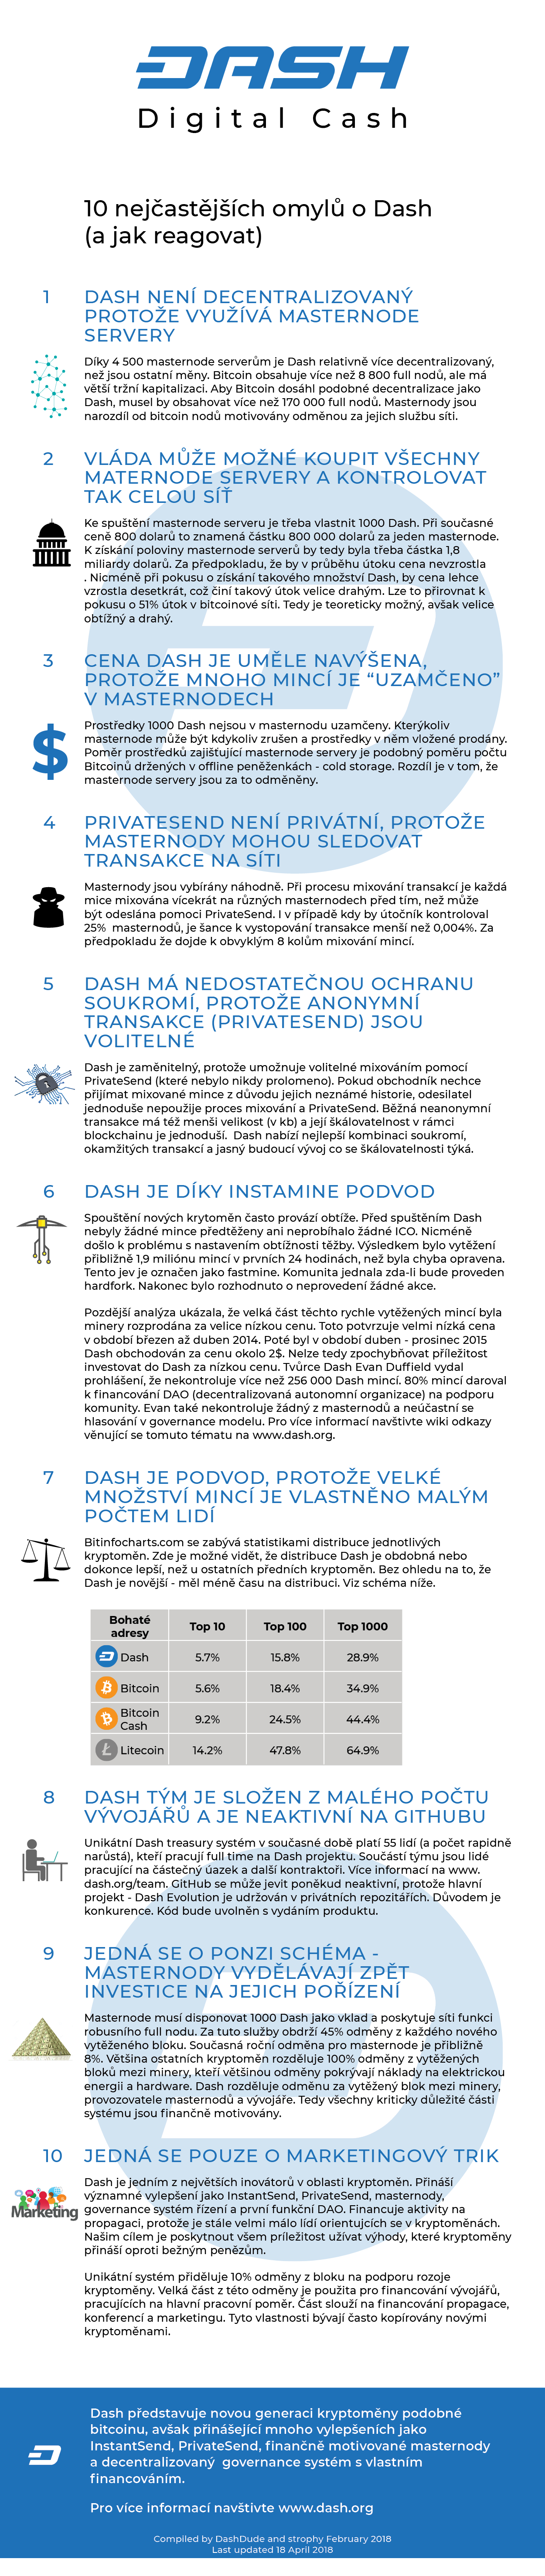 DASH
Digital Cash
10 nejčastějších omylů o Dash
(a jak reagovat)
1
DASH NENÍ DECENTRALIZOVANÝ
PROTOŽE VYUŽÍVÁ MASTERNODE
SERVERY
Díky 4 500 masternode serverům je Dash relativně více decentralizovaný,
než jsou ostatní měny. Bitcoin obsahuje více než 8 800 full nodů, ale má
větší tržní kapitalizaci. Aby Bitcoin dosáhl podobné decentralizace jako
Dash, musel by obsahovat více než 170 000 full nodů. Masternody jsou
narozdíl od bitcoin nodů motivovány odměnou za jejich službu síti.
2
VLÁDA MŮŽE MOŽNÉ KOUPIT VŠECHNY
MATERNODE SERVERY A KONTROLOVAT
TAK CELOU SÍŤ
Ke spuštění masternode serveru je třeba vlastnit 1000 Dash. Při současné
ceně 800 dolarů to znamená částku 800 000 dolarů za jeden masternode.
K získání poloviny masternode serverů by tedy byla třeba částka 1,8
miliardy dolarů. Za předpokladu, že by v průběhu útoku cena nevzrostla
. Nicméně při pokusu o získání takového množství Dash, by cena lehce
vzrostla desetkrát, což činí takový útok velice drahým. Lze to přirovnat k
pokusu o 51% útok v bitcoinové síti. Tedy je teoreticky možný, avšak velice
obtížný a drahý.
3
CENA DASH JE UMĚLE NAVÝŠENA,
PROTOŽE MNOHO MINCÍ JE “UZAMČENO”
V MASTERNODECH
Prostředky 1000 Dash nejsou v masternodu uzamčeny. Kterýkoliv
masternode může být kdykoliv zrušen a prostředky v něm vložené prodány.
Poměr prostředků zajišťující masternode servery je podobný poměru počtu
Bitcoinů držených v offline peněženkách - cold storage. Rozdíl je v tom, že
masternode servery jsou za to odměněny.
4
PRIVATESEND NENÍ PRIVÁTNÍ, PROTOŽE
MASTERNODY MOHOU SLEDOVAT
TRANSAKCE NA SÍTI
Masternody jsou vybírány náhodně. Při procesu mixování transakcí je každá
mice mixována vícekrát na různých masternodech před tím, než může
být odeslána pomoci PrivateSend. I v případě kdy by útočník kontroloval
25% masternodů, je šance k vystopování transakce menší než 0,004%. Za
předpokladu že dojde k obvyklým 8 kolům mixování mincí.
5
DASH MÁ NEDOSTATEČNOU OCHRANU
SOUKROMÍ, PROTOŽE ANONYMNÍ
TRANSAKCE (PRIVATESEND) JSOU
VOLITELNÉ
Dash je zaměnitelný, protože umožnuje volitelné mixováním pomocí
PrivateSend (které nebylo nikdy prolomeno). Pokud obchodník nechce
přijímat mixované mince z důvodu jejich neznámé historie, odesilatel
jednoduše nepoužije proces mixování a PrivateSend. Běžná neanonymní
transakce má též menši velikost (v kb) a její škálovatelnost v rámci
blockchainu je jednoduší. Dash nabízí nejlepší kombinaci soukromí,
okamžitých transakcí a jasný budoucí vývoj co se škálovatelnosti týká.
6
DASH JE DÍKY INSTAMINE PODVOD
Spouštění nových krytoměn často provází obtíže. Před spuštěním Dash
nebyly žádné mince předtěženy ani neprobíhalo žádné ICO. Nicméně
došlo k problému s nastavením obtížnosti těžby. Výsledkem bylo vytěžení
přibližně 1,9 miliónu mincí v prvních 24 hodinách, než byla chyba opravena.
Tento jev je označen jako fastmine. Komunita jednala zda-li bude proveden
hardfork. Nakonec bylo rozhodnuto o neprovedení žádné akce.
Pozdější analýza ukázala, že velká část těchto rychle vytěžených mincí byla
minery rozprodána za velice nízkou cenu. Toto potvrzuje velmi nízká cena
v období březen až duben 2014. Poté byl v období duben - prosinec 2015
Dash obchodován za cenu okolo 2$. Nelze tedy zpochybňovat příležitost
investovat do Dash za nízkou cenu. Tvůrce Dash Evan Duffield vydal
prohlášení, že nekontroluje více než 256 000 Dash mincí. 80% mincí daroval
k financování DAO (decentralizovaná autonomní organizace) na podporu
komunity. Evan také nekontroluje žádný z masternodů a neúčastní se
hlasování v governance modelu. Pro více informací navštivte wiki odkazy
věnující se tomuto tématu na www.dash.org.
7
DASH JE PODVOD, PROTOŽE VELKÉ
MNOŽSTVÍ MINCÍ JE VLASTNĚNO MALÝM
POČTEM LIDÍ
Bitinfocharts.com se zabývá statistikami distribuce jednotlivých
kryptoměn. Zde je možné vidět, že distribuce Dash je obdobná nebo
dokonce lepší, než u ostatních předních kryptoměn. Bez ohledu na to, že
Dash je novější - měl méně času na distribuci. Viz schéma níže.
Bohaté adresy Top 10 Top 100 Top 1000
Dash 5.7% 15.8% 28.9%
Bitcoin 5.6% 18.4% 34.9%
Bitcoin Cash 9.2% 24.5% 44.4%
Litecoin 14.2% 47.8% 64.9%
8
DASH TÝM JE SLOŽEN Z MALÉHO POČTU
VÝVOJÁŘŮ A JE NEAKTIVNÍ NA GITHUBU
Unikátní Dash treasury systém v současné době platí 55 lidí (a počet rapidně
narůstá), kteří pracují full time na Dash projektu. Součástí týmu jsou lidé
pracující na částečný úazek a další kontraktoři. Více informací na www.
dash.org/team. GitHub se může jevit poněkud neaktivní, protože hlavní
projekt - Dash Evolution je udržován v privátních repozitářích. Důvodem je
konkurence. Kód bude uvolněn s vydáním produktu.
9
JEDNÁ SE O PONZI SCHÉMA -
MASTERNODY VYDĚLÁVAJÍ ZPĚT
INVESTICE NA JEJICH POŘÍZENÍ
Masternode musí disponovat 1000 Dash jako vklad a poskytuje síti funkci
robusního full nodu. Za tuto služby obdrží 45% odměny z každého nového
vytěženého bloku. Současná roční odměna pro masternode je přibližně
8%. Většina ostatních kryptoměn rozděluje 100% odměny z vytěžených
bloků mezi minery, kteří většinou odměny pokrývají náklady na elektrickou
energii a hardware. Dash rozděluje odměnu za vytěžený blok mezi minery,
provozovatele masternodů a vývojáře. Tedy všechny kriticky důležité části
systému jsou finančně motivovány.
10
JEDNÁ SE POUZE O MARKETINGOVÝ TRIK
Marketing
Dash je jedním z největších inovátorů v oblasti kryptoměn. Přináší
významné vylepšení jako InstantSend, PrivateSend, masternody,
governance systém řízení a první funkční DAO. Financuje aktivity na
propagaci, protože je stále velmi málo lídí orientujcích se v kryptoměnách.
Našim cílem je poskytnout všem příležitost užívat výhody, které kryptoměny
přináší oproti bežným penězům.
Unikátní systém přiděluje 10% odměny z bloku na podporu rozoje
kryptoměny. Velká část z této odměny je použita pro financování vývojářů,
pracujících na hlavní pracovní poměr. Část slouží na financování propagace,
konferencí a marketingu. Tyto vlastnosti bývají často kopírovány novými
kryptoměnami.
Dash představuje novou generaci kryptoměny podobné
bitcoinu, avšak přinášející mnoho vylepšeních jako
InstantSend, PrivateSend, finančně motivované masternody
a decentralizovaný governance systém s vlastním
financováním.
Pro více informací navštivte www.dash.org
Compiled by DashDude and strophy February 2018
Last updated 18 April 2018